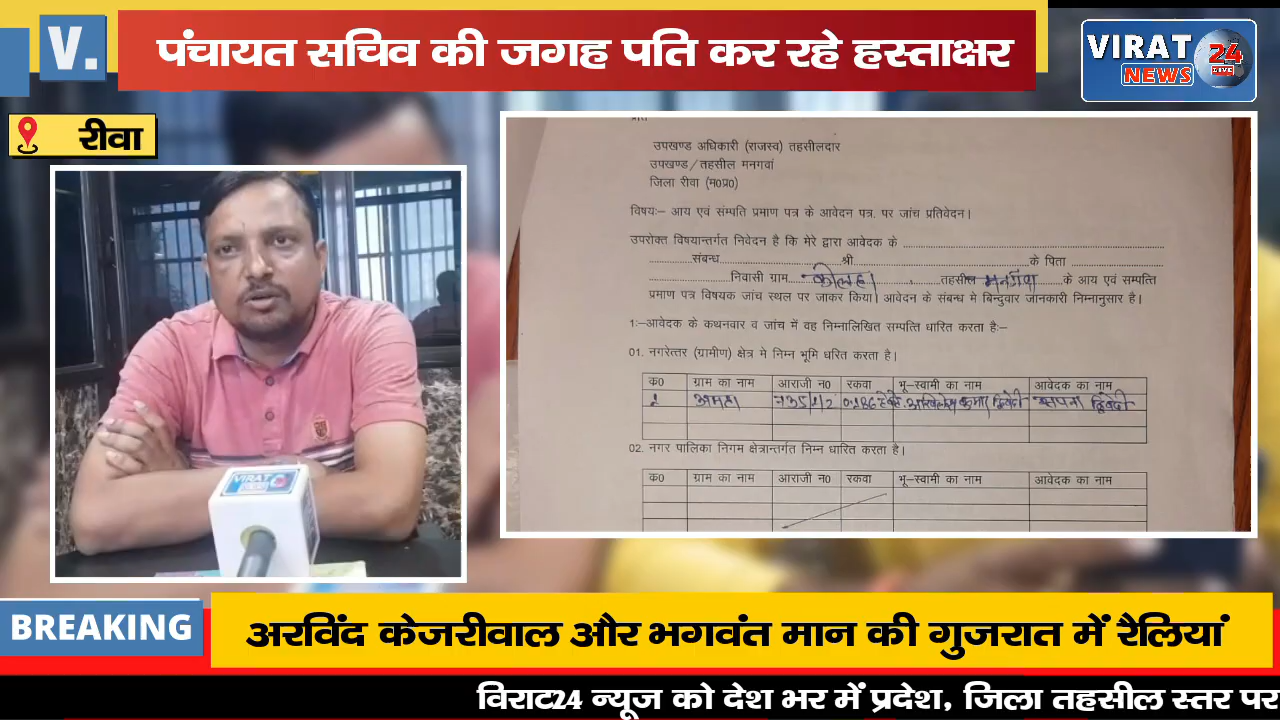 V.
पंचायत सचिव की जगह पति कर रहे हस्ताक्षर
VIRAT 24
NEWS LIVE
रीवा
उपखण्ड अधिकारी (राजस्व) तहसीलदार
उपखण्ड/तहसील मनगवां
जिला रीवा (म0प्र0)
विषयः– आय एवं संम्पति प्रमाण पत्र के आवेदन पत्र. पर जांच प्रतिवेदन।
उपरोक्त विषयान्तर्गत निवेदन है कि मेरे द्वारा आवेदक के
संबन्ध श्री के पिता
निवासी ग्राम तहसील मनगँवा के आय एवं सम्पत्ति
प्रमाण पत्र विषयक जांच स्थल पर जाकर किया। आवेदन के संबन्ध मे बिन्दुवार जानकारी निम्नानुसार है।
1:–आवेदक के कथनवार व जांच में वह निम्नालिखित सम्पत्ति धारित करता हैः–
01. नगरेत्तर (ग्रामीण) क्षेत्र मे निम्न भूमि धरित करता है।
क0 ग्राम का नाम आराजी न0 रकवा भू–स्वामी का नाम आवेदक का नाम
1 कुमार द्विवेदी सपना द्विवेदी
02. नगर पालिका निगम क्षेत्रान्तर्गत निम्न धारित करता है।
क0 ग्राम का नाम आराजी न0 रकवा भू–स्वामी का नाम आवेदक का नाम
VIRAT
BREAKING
अरविंद केजरीवाल और भगवंत मान की गुजरात में रैलियां
विराट24 न्यूज को देश भर में प्रदेश, जिला तहसील स्तर पर